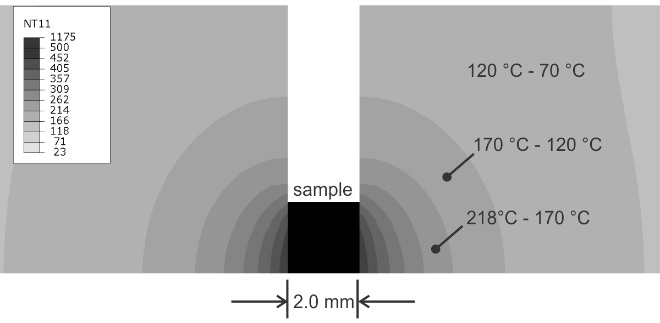 NT11
1175
500
452
405
357
309
262
214
166
118
71
23
120 °C - 70 °C
170 °C - 120 °C
sample
218°C - 170 °C
2.0 mm